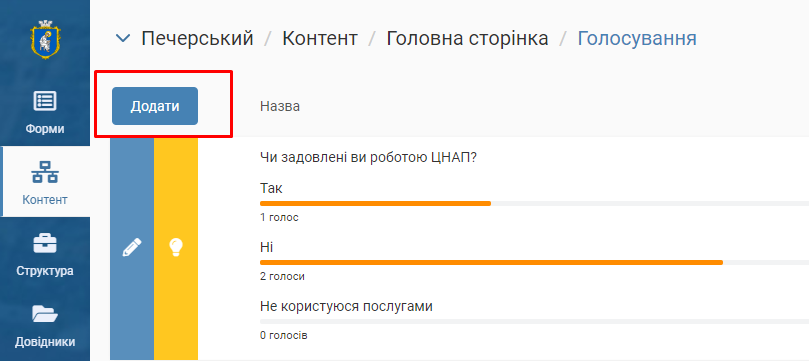 Печерський / Контент / Головна сторінка / Голосування
Додати
Назва
Форми
Контент
Структура
Довідники
Чи задовлені ви роботою ЦНАП?
Так
1 голос
Ні
2 голоси
Не користуюся послугами
0 голосів